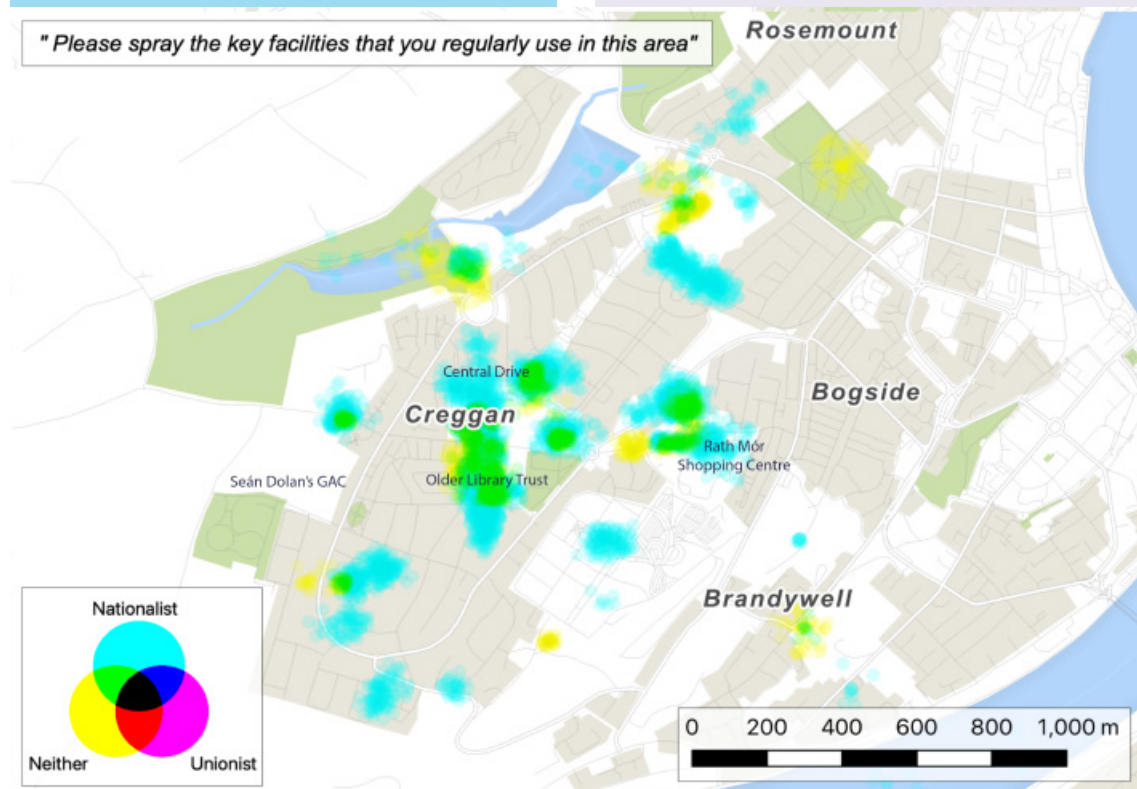 " Please spray the key facilities that you regularly use in this area"
Rosemount
Central Drive
Creggan
Bogside
Rath Mór
Shopping Centre
Older Library Trust
Seán Dolan's GAC
Brandywell
Nationalist
Neither
Unionist
0 200 400 600 800 1,000 m